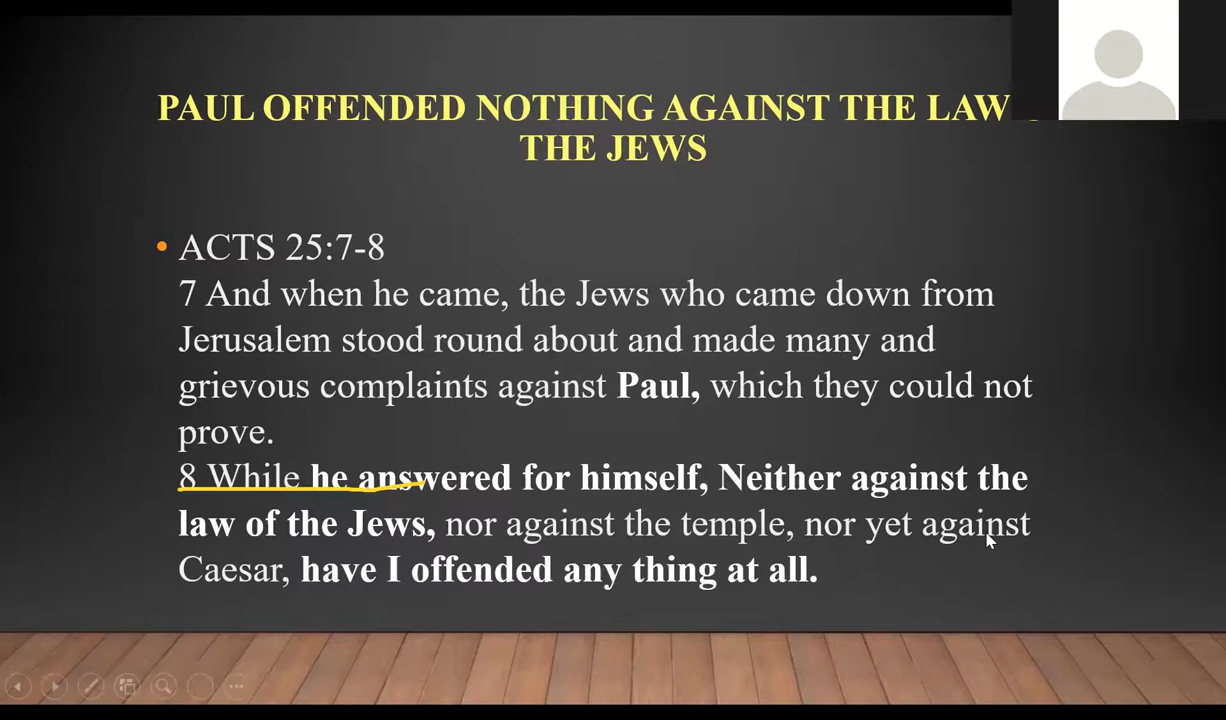 PAUL OFFENDED NOTHING AGAINST THE LAW
THE JEWS
• ACTS 25:7-8
7 And when he came, the Jews who came down from
Jerusalem stood round about and made many and
grievous complaints against Paul, which they could not
prove.
8 While he answered for himself, Neither against the
law of the Jews, nor against the temple, nor yet against
Caesar, have I offended any thing at all.